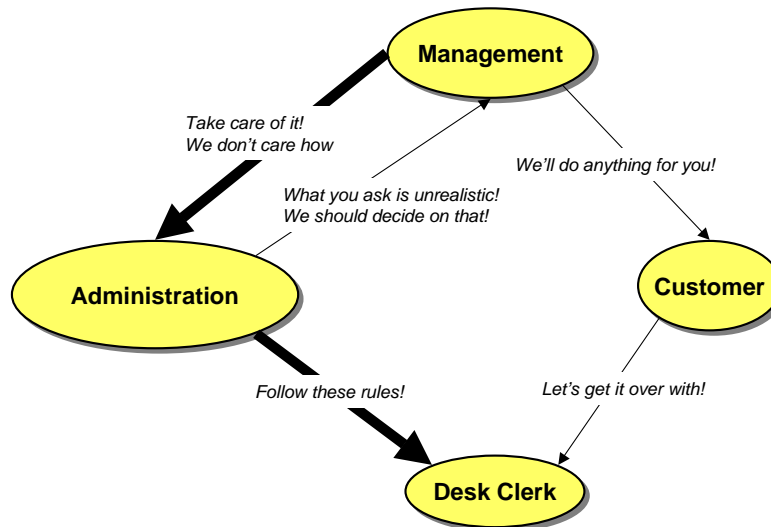 Management
Take care of it!
We don’t care how
We’ll do anything for you!
What you ask is unrealistic!
We should decide on that!
Administration
Customer
Follow these rules!
Let’s get it over with!
Desk Clerk